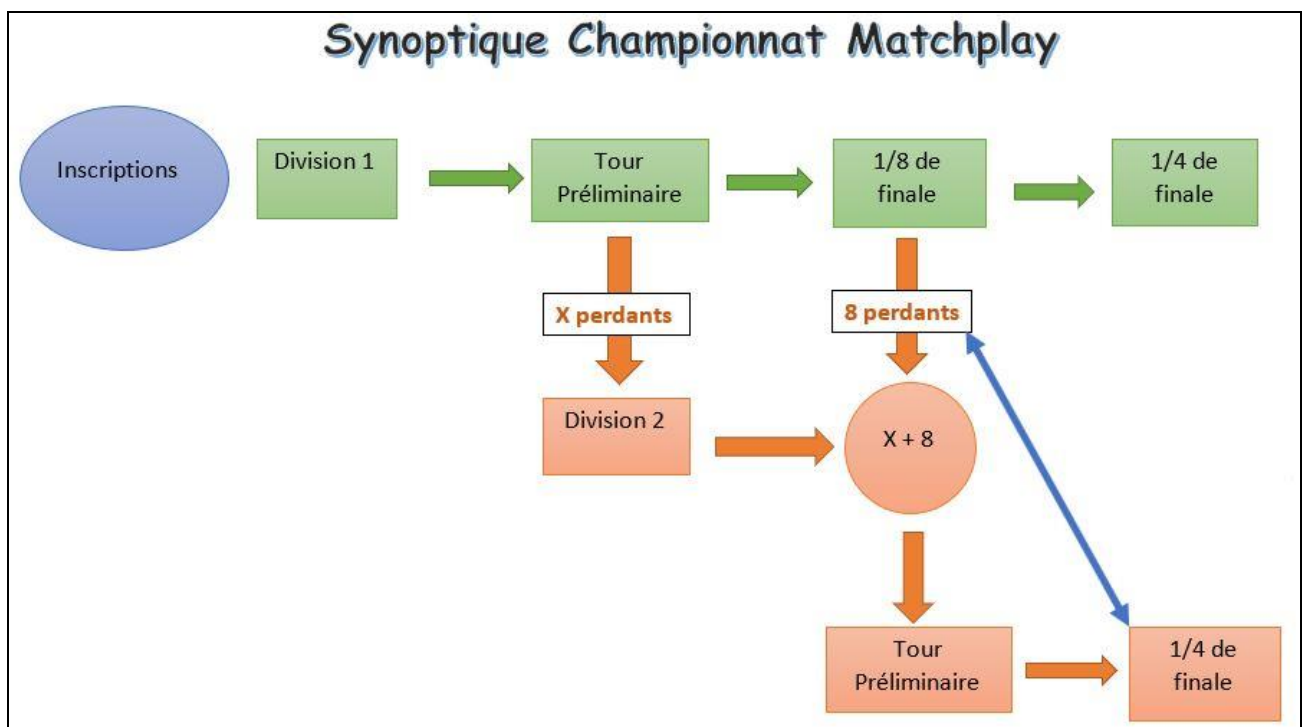 Synoptique Championnat Matchplay
Inscriptions
Division 1
Tour
Préliminaire
1/8 de
finale
1/4 de
finale
X perdants
8 perdants
Division 2
X + 8
Tour
Préliminaire
1/4 de
finale